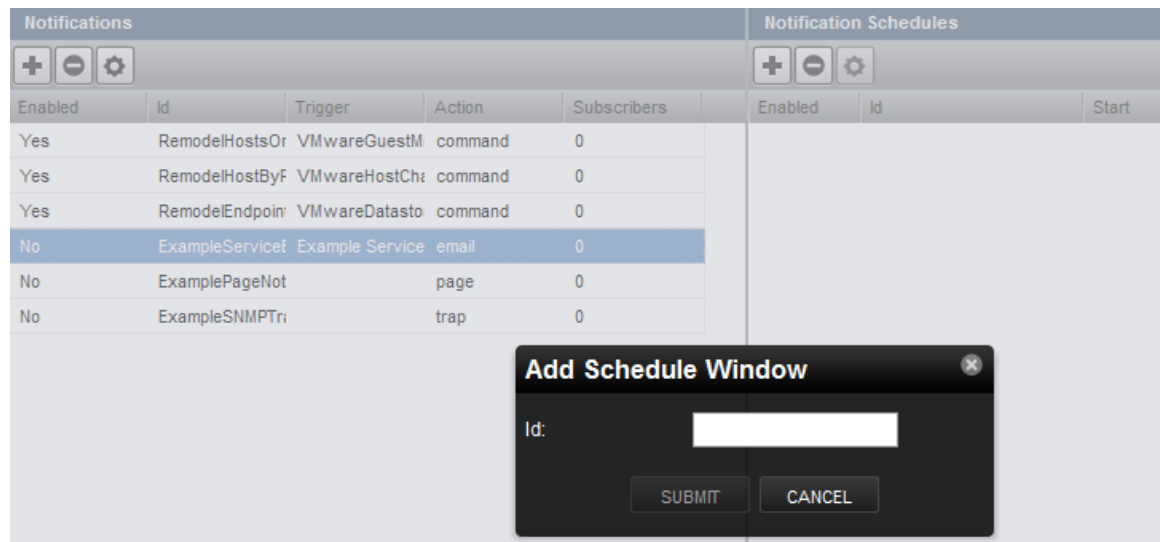 Notifications
Notification Schedules
Enabled Id Trigger Action Subscribers
Enabled Id Start
Yes RemodelHostsOr VMwareGuestMi command 0
Yes RemodelHostByF VMwareHostCha command 0
Yes RemodelEndpoint VMwareDatasto command 0
No ExampleServiceE Example Service email 0
No ExamplePageNot page 0
No ExampleSNMPTra trap 0
Add Schedule Window
Id:
SUBMIT CANCEL